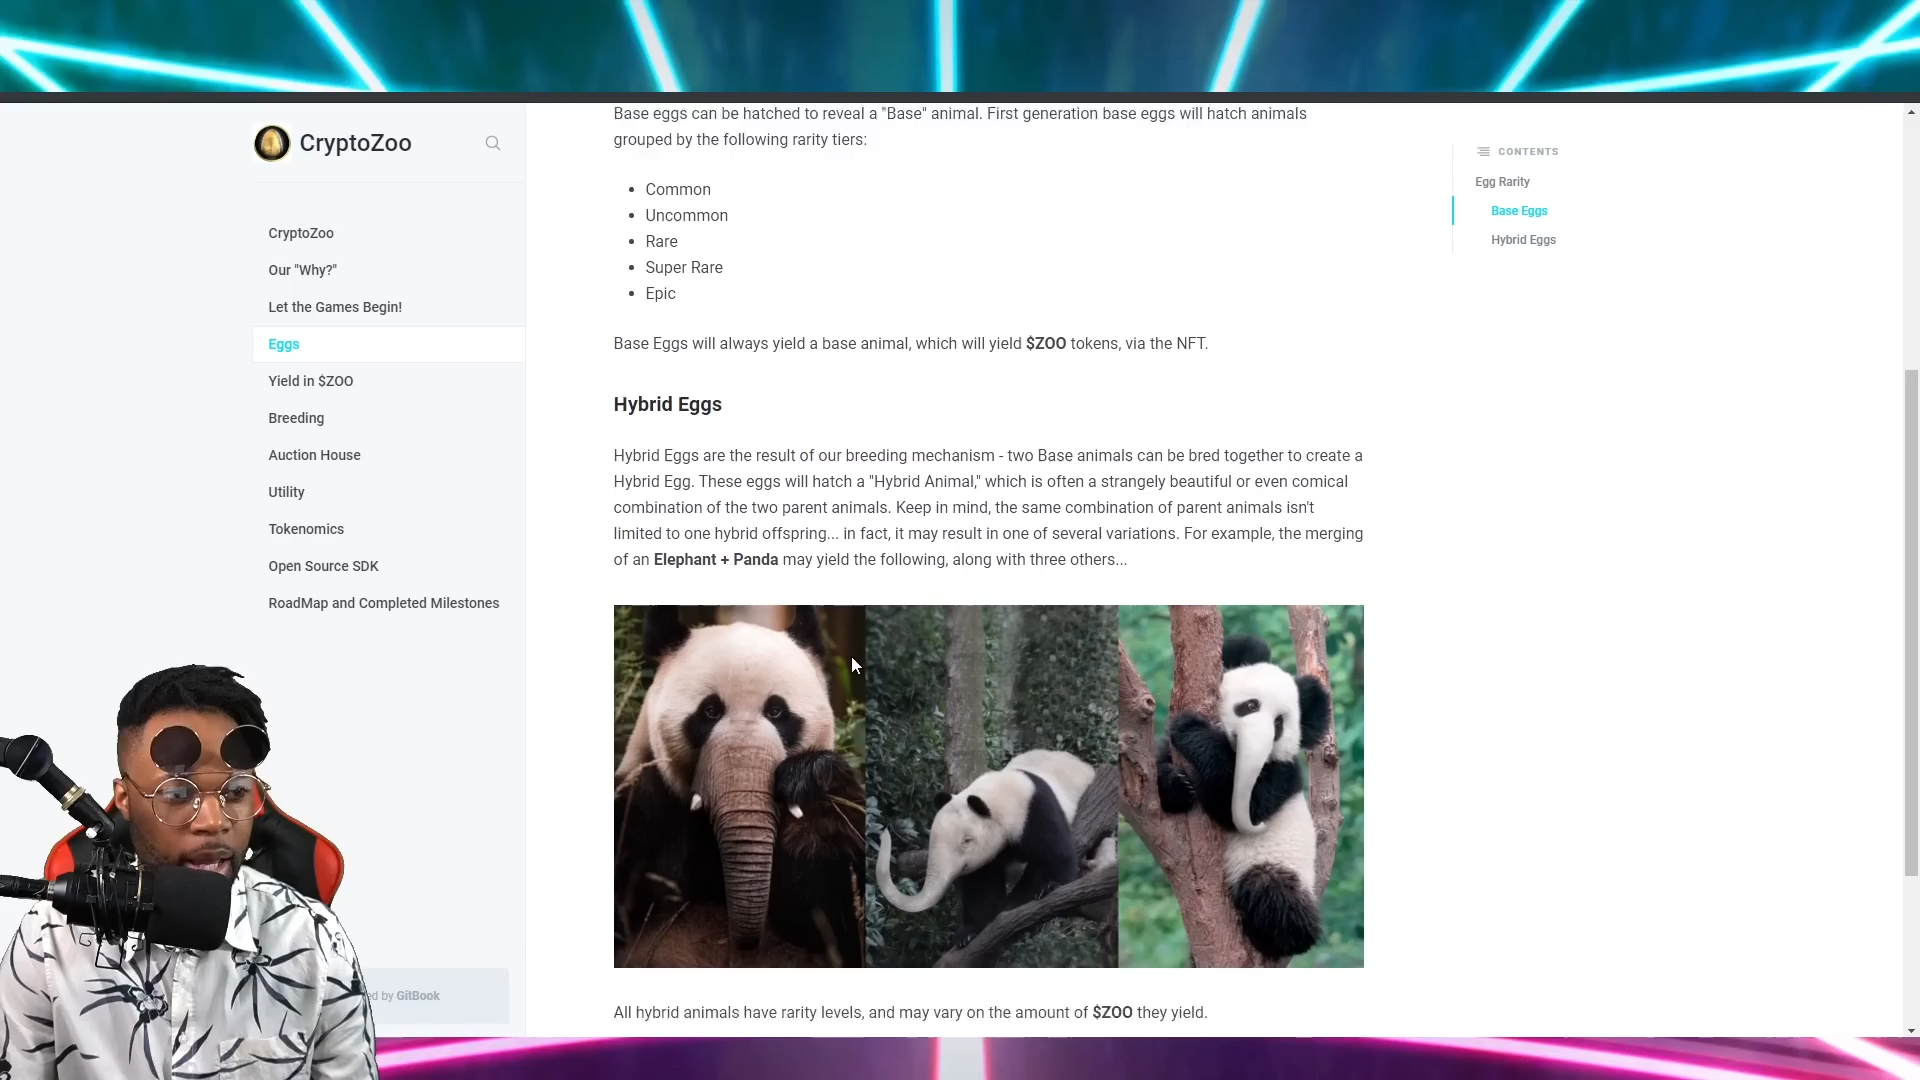 CryptoZoo
CryptoZoo
Our "Why?"
Let the Games Begin!
Eggs
Yield in $ZOO
Breeding
Auction House
Utility
Tokenomics
Open Source SDK
RoadMap and Completed Milestones
by GitBook
Base eggs can be hatched to reveal a "Base" animal. First generation base eggs will hatch animals
grouped by the following rarity tiers:
Common
Uncommon
Rare
Super Rare
Epic
Base Eggs will always yield a base animal, which will yield $ZOO tokens, via the NFT.
Hybrid Eggs
Hybrid Eggs are the result of our breeding mechanism - two Base animals can be bred together to create a
Hybrid Egg. These eggs will hatch a "Hybrid Animal," which is often a strangely beautiful or even comical
combination of the two parent animals. Keep in mind, the same combination of parent animals isn't
limited to one hybrid offspring... in fact, it may result in one of several variations. For example, the merging
of an Elephant + Panda may yield the following, along with three others...
All hybrid animals have rarity levels, and may vary on the amount of $ZOO they yield.
CONTENTS
Egg Rarity
Base Eggs
Hybrid Eggs